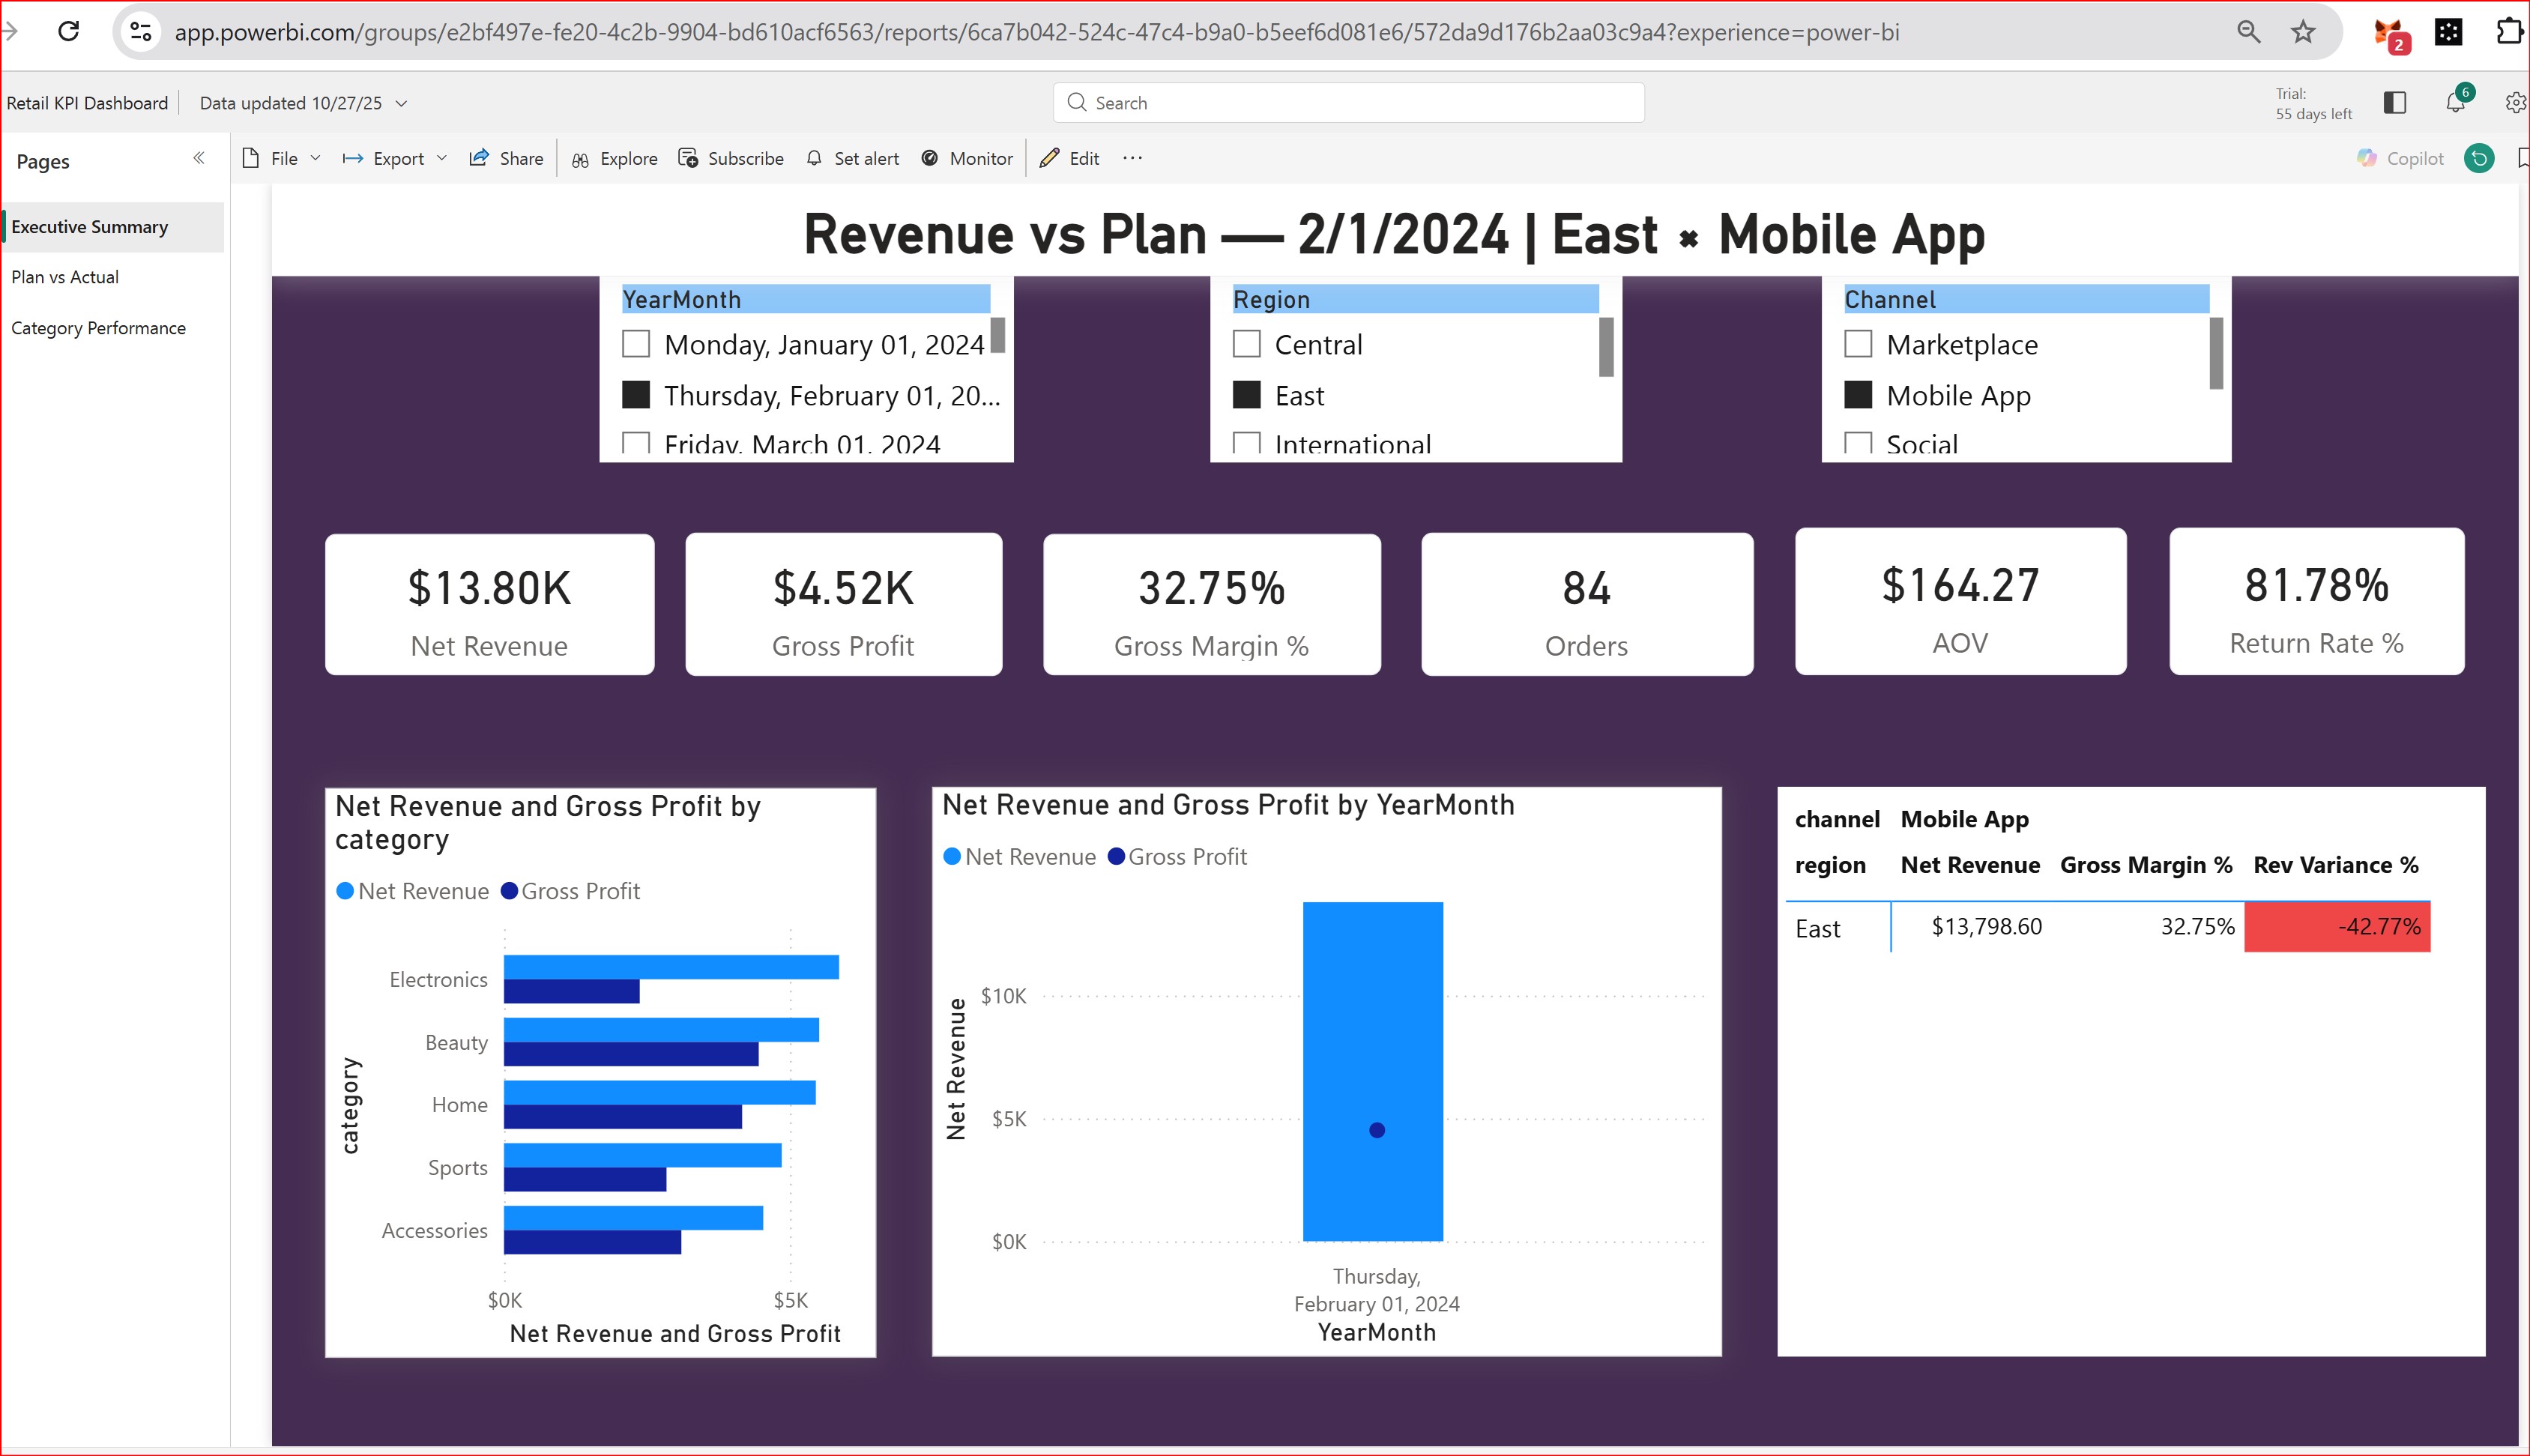 app.powerbi.com/groups/e2bf497e-fe20-4c2b-9904-bd610acf6563/reports/6ca7b042-524c-47c4-b9a0-b5eef6d081e6/572da9d176b2aa03c9a4?experience=power-bi
2
Retail KPI Dashboard
Data updated 10/27/25
Search
Trial:
55 days left
6
Pages
File
Export
Share
Explore
Subscribe
Set alert
Monitor
Edit
Copilot
Executive Summary
Plan vs Actual
Category Performance
Revenue vs Plan — 2/1/2024 | East × Mobile App
YearMonth
Monday, January 01, 2024
Thursday, February 01, 20...
Friday, March 01, 2024
Region
Central
East
International
Channel
Marketplace
Mobile App
Social
$13.80K
Net Revenue
$4.52K
Gross Profit
32.75%
Gross Margin %
84
Orders
$164.27
AOV
81.78%
Return Rate %
Net Revenue and Gross Profit by
category
Net Revenue Gross Profit
category
Electronics
Beauty
Home
Sports
Accessories
$0K $5K
Net Revenue and Gross Profit
Net Revenue and Gross Profit by YearMonth
Net Revenue Gross Profit
Net Revenue
$10K
$5K
$0K
Thursday,
February 01, 2024
YearMonth
channel Mobile App
region Net Revenue Gross Margin % Rev Variance %
East $13,798.60 32.75% -42.77%